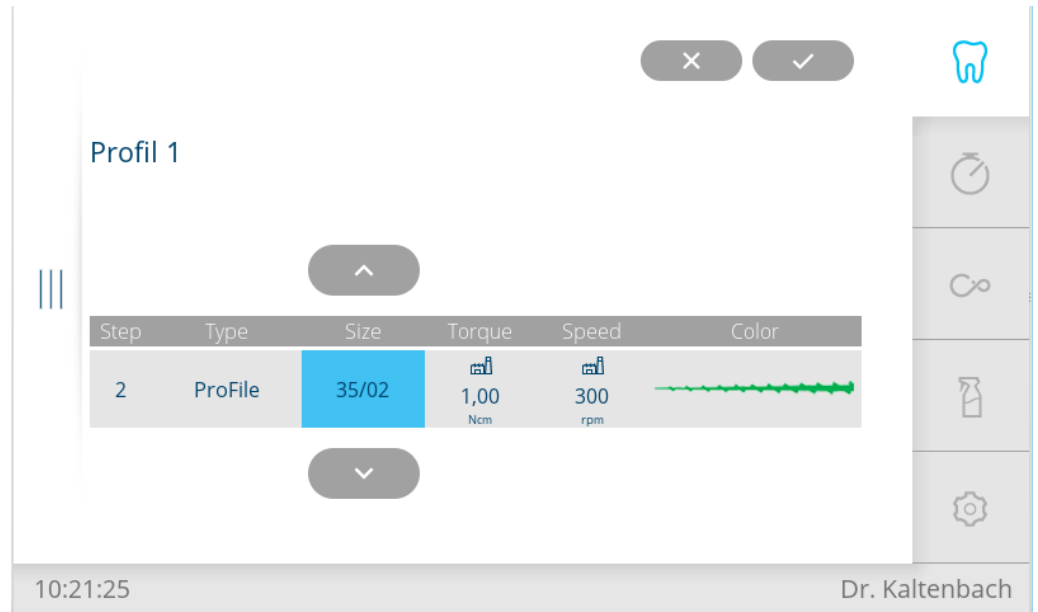 Profil 1
Step Type Size Torque Speed Color
2 ProFile 35/02 1,00 300
Ncm rpm
10:21:25 Dr. Kaltenbach